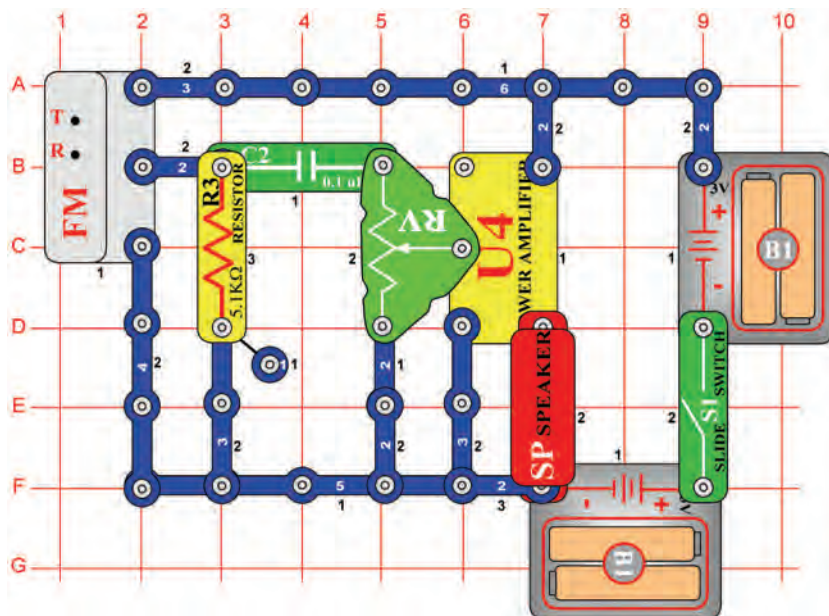 1 2 3 4 5 6 7 8 9 10
A
B
C
D
E
F
G
T
R
FM
1
2
3
1
6
2
2
2
2
2
2
C2
0.1 u
1
R3
RESISTOR
5.1KΩ
3
RV
2
U4
POWER AMPLIFIER
1
3V
+
-
1
B1
4
2
1 1
2
1
2
2
3
2
3
2
SP SPEAKER
2
S1
SLIDE SWITCH
2
5
1
2
3
1
-
+
V
B1